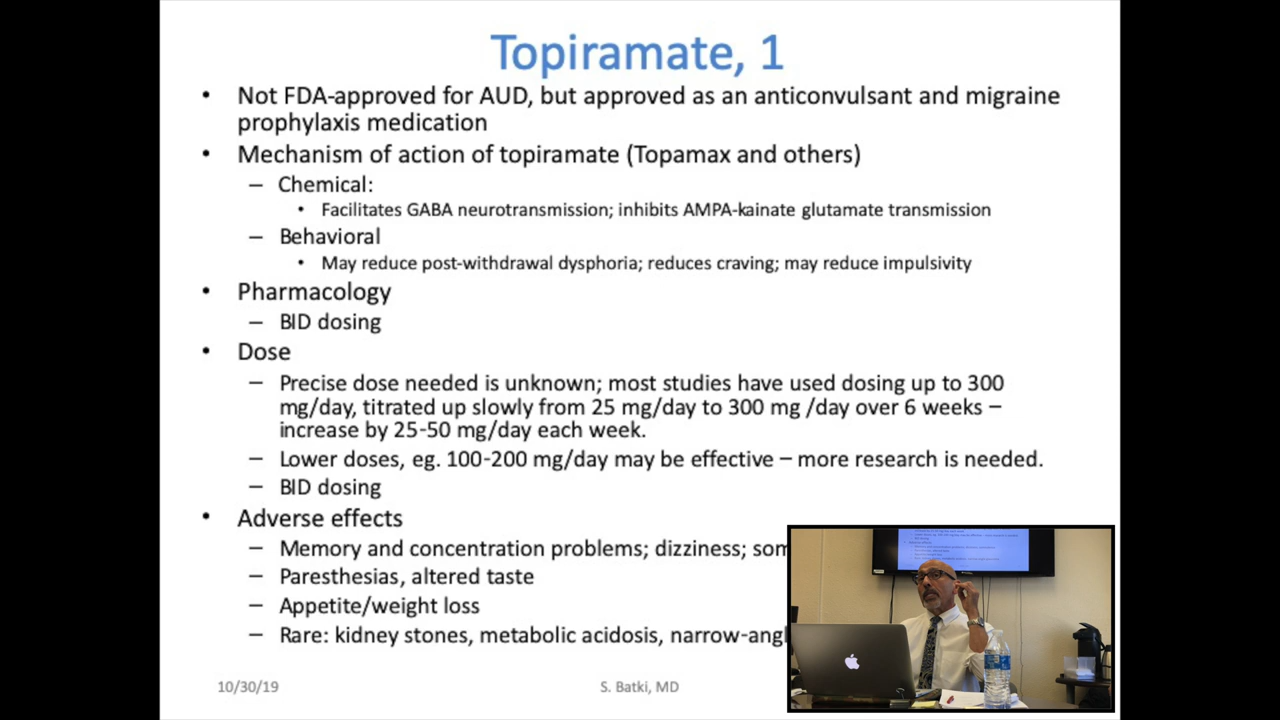 Topiramate, 1
• Not FDA-approved for AUD, but approved as an anticonvulsant and migraine
prophylaxis medication
• Mechanism of action of topiramate (Topamax and others)
– Chemical:
• Facilitates GABA neurotransmission; inhibits AMPA-kainate glutamate transmission
– Behavioral
• May reduce post-withdrawal dysphoria; reduces craving; may reduce impulsivity
• Pharmacology
– BID dosing
• Dose
– Precise dose needed is unknown; most studies have used dosing up to 300
mg/day, titrated up slowly from 25 mg/day to 300 mg /day over 6 weeks –
increase by 25-50 mg/day each week.
– Lower doses, eg. 100-200 mg/day may be effective – more research is needed.
– BID dosing
• Adverse effects
– Memory and concentration problems; dizziness; som
– Paresthesias, altered taste
– Appetite/weight loss
– Rare: kidney stones, metabolic acidosis, narrow-angl
10/30/19
S. Batki, MD